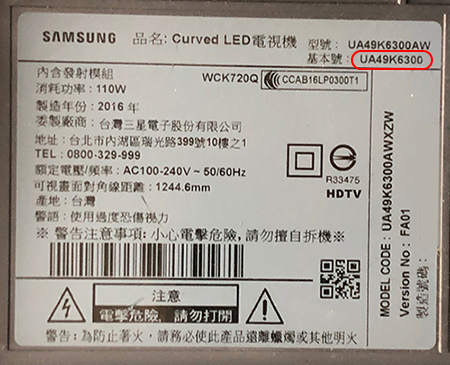 SAMSUNG 品名: Curved LED電視機 型號: UA49K6300AW
基本號: UA49K6300
內含發射模組 WCK720Q CCAB16LP0300T1
消耗功率: 110W
製造年份: 2016 年
委製廠商: 台灣三星電子股份有限公司
地址: 台北市內湖區瑞光路399號10樓之1
TEL : 0800-329-999
R33475
額定電壓/頻率: AC100-240V ~ 50/60Hz
HDTV
可視畫面對角線距離: 1244.6mm
產地: 台灣
警語: 使用過度恐傷視力
※ 警告注意事項: 小心電擊危險, 請勿擅自拆機※
注意
電擊危險, 請勿打開
警告: 為防止著火, 請務必使此產品遠離蠟燭或其他明火
MODEL CODE : UA49K6300AWXZW
Version No : FA01
製造號碼: